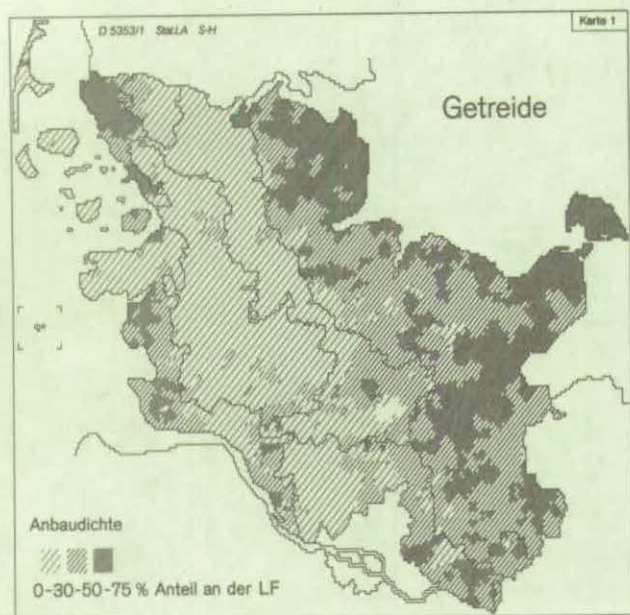 D 5353/1 Stat.LA S-H
Karte 1
Getreide
Anbaudichte
0-30-50-75 % Anteil an der LF